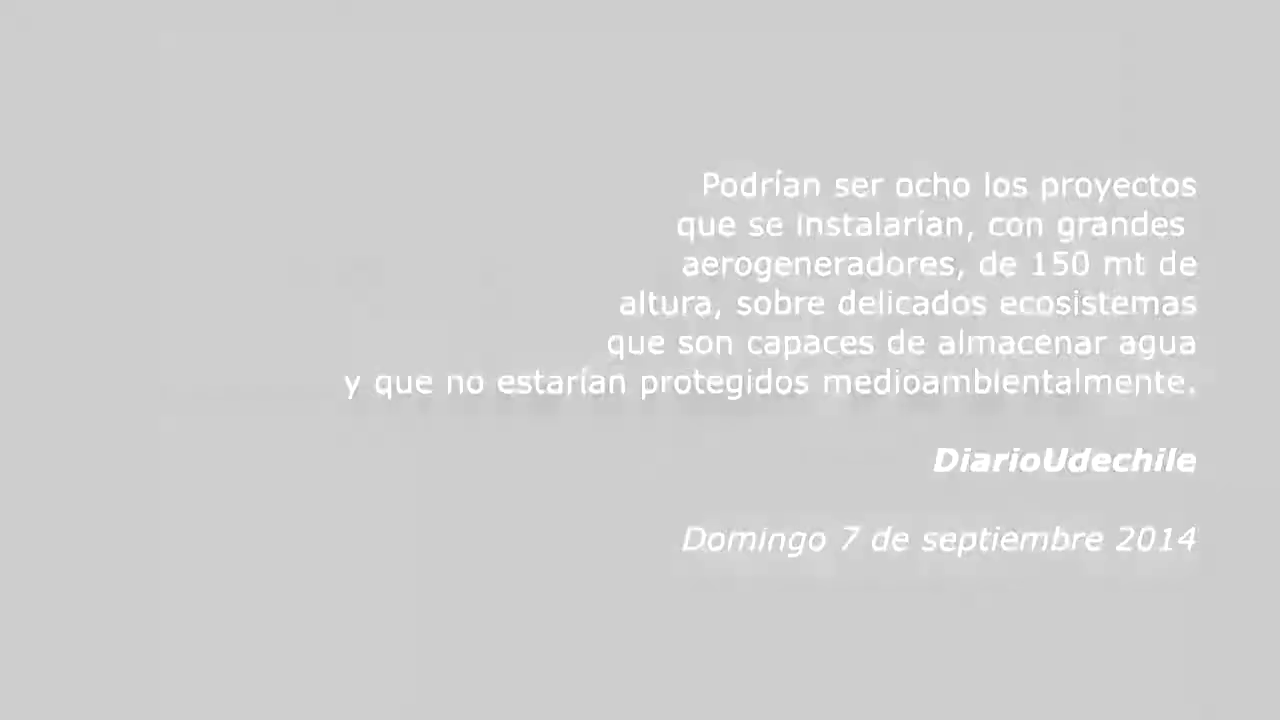 Podrían ser ocho los proyectos
que se instalarían, con grandes
aerogeneradores, de 150 mt de
altura, sobre delicados ecosistemas
que son capaces de almacenar agua
y que no estarían protegidos medioambientalmente.
DiarioUdechile
Domingo 7 de septiembre 2014